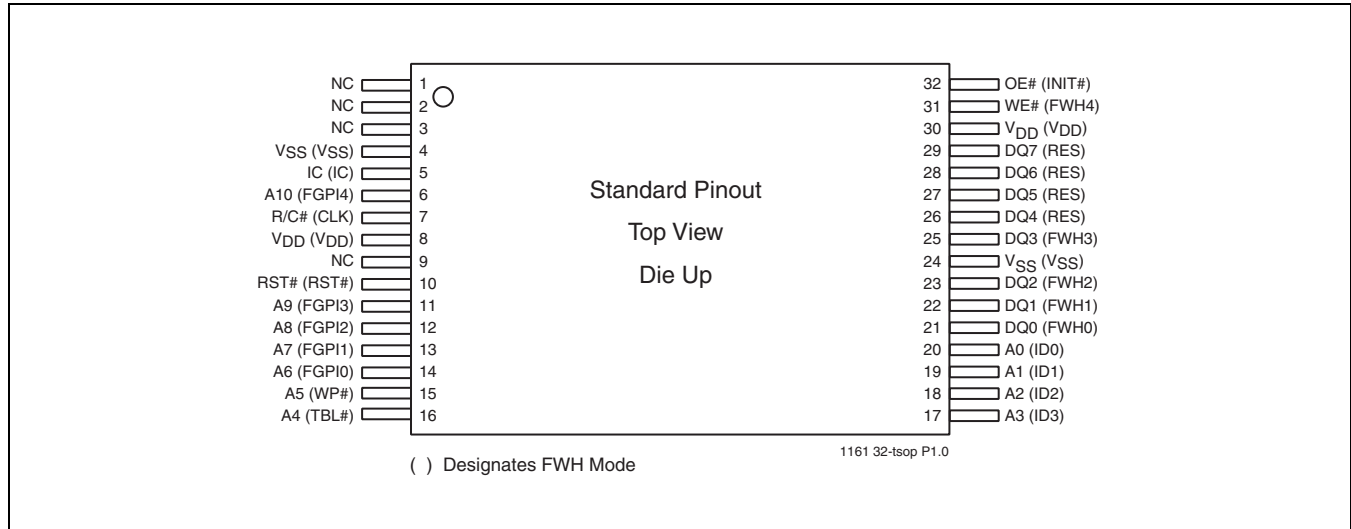 NC 1
NC 2
NC 3
VSS (VSS) 4
IC (IC) 5
A10 (FGPI4) 6
R/C# (CLK) 7
VDD (VDD) 8
NC 9
RST# (RST#) 10
A9 (FGPI3) 11
A8 (FGPI2) 12
A7 (FGPI1) 13
A6 (FGPI0) 14
A5 (WP#) 15
A4 (TBL#) 16
Standard Pinout
Top View
Die Up
32 OE# (INIT#)
31 WE# (FWH4)
30 VDD (VDD)
29 DQ7 (RES)
28 DQ6 (RES)
27 DQ5 (RES)
26 DQ4 (RES)
25 DQ3 (FWH3)
24 VSS (VSS)
23 DQ2 (FWH2)
22 DQ1 (FWH1)
21 DQ0 (FWH0)
20 A0 (ID0)
19 A1 (ID1)
18 A2 (ID2)
17 A3 (ID3)
1161 32-tsop P1.0
( ) Designates FWH Mode